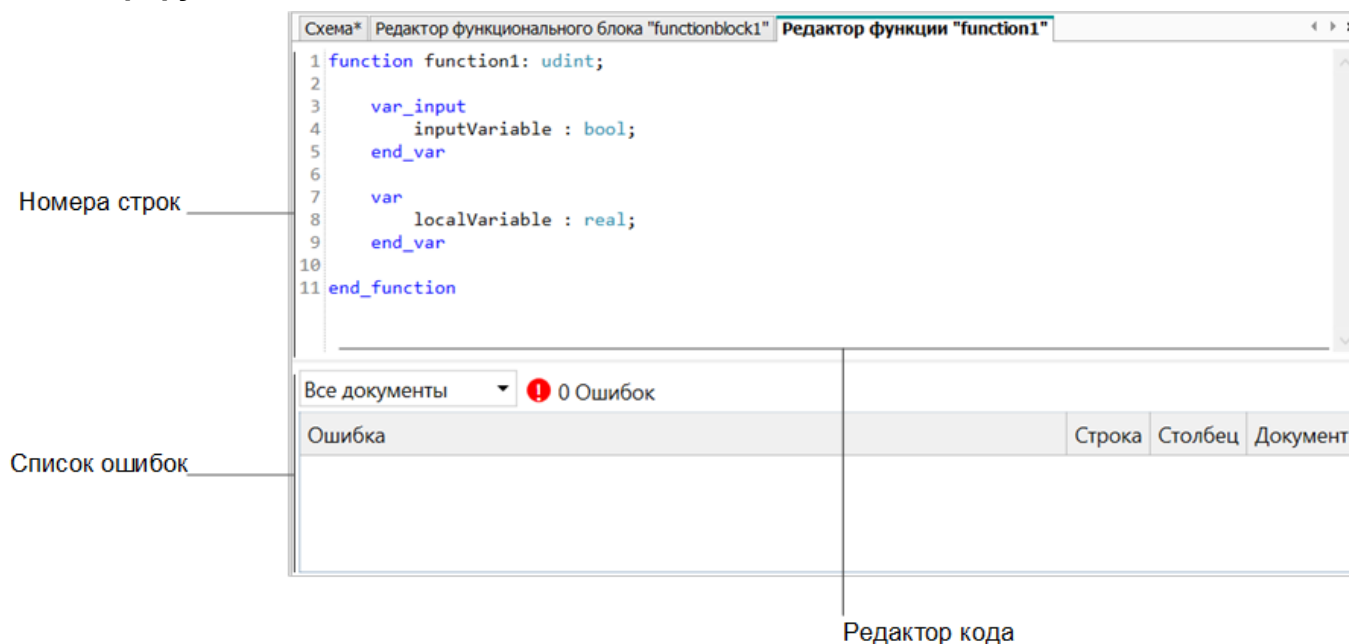 Схема* Редактор функционального блока "functionblock1" Редактор функции "function1"
1 function function1: udint;
2
3 var_input
4 inputVariable : bool;
5 end_var
6
7 var
8 localVariable : real;
9 end_var
10
11 end_function
Номера строк
Все документы 0 Ошибок
Ошибка Строка Столбец Документ
Список ошибок
Редактор кода